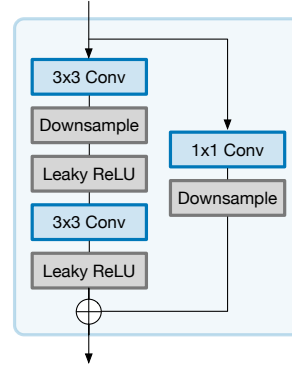 3x3 Conv
Downsample
Leaky ReLU
3x3 Conv
Leaky ReLU
1x1 Conv
Downsample